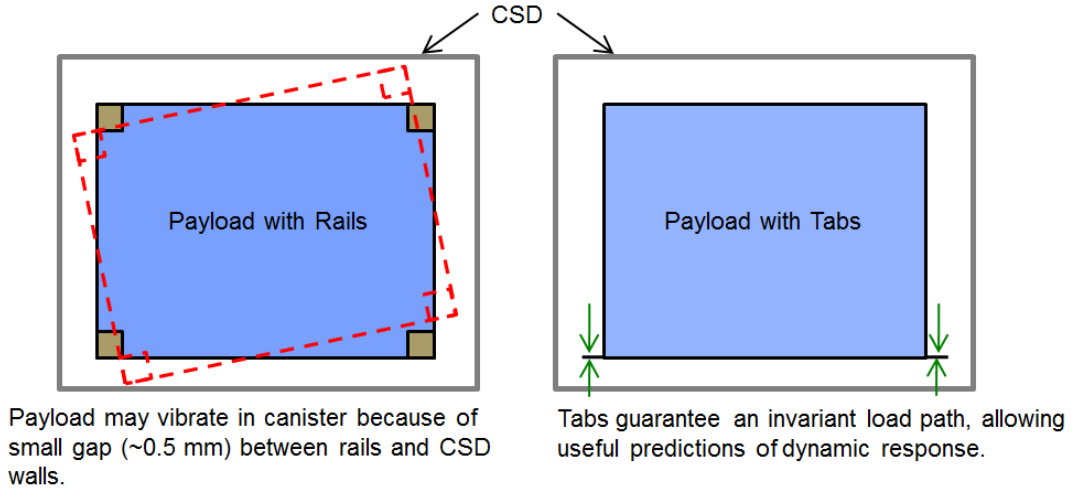 CSD
Payload with Rails
Payload with Tabs
Payload may vibrate in canister because of
small gap (~0.5 mm) between rails and CSD
walls.
Tabs guarantee an invariant load path, allowing
useful predictions of dynamic response.